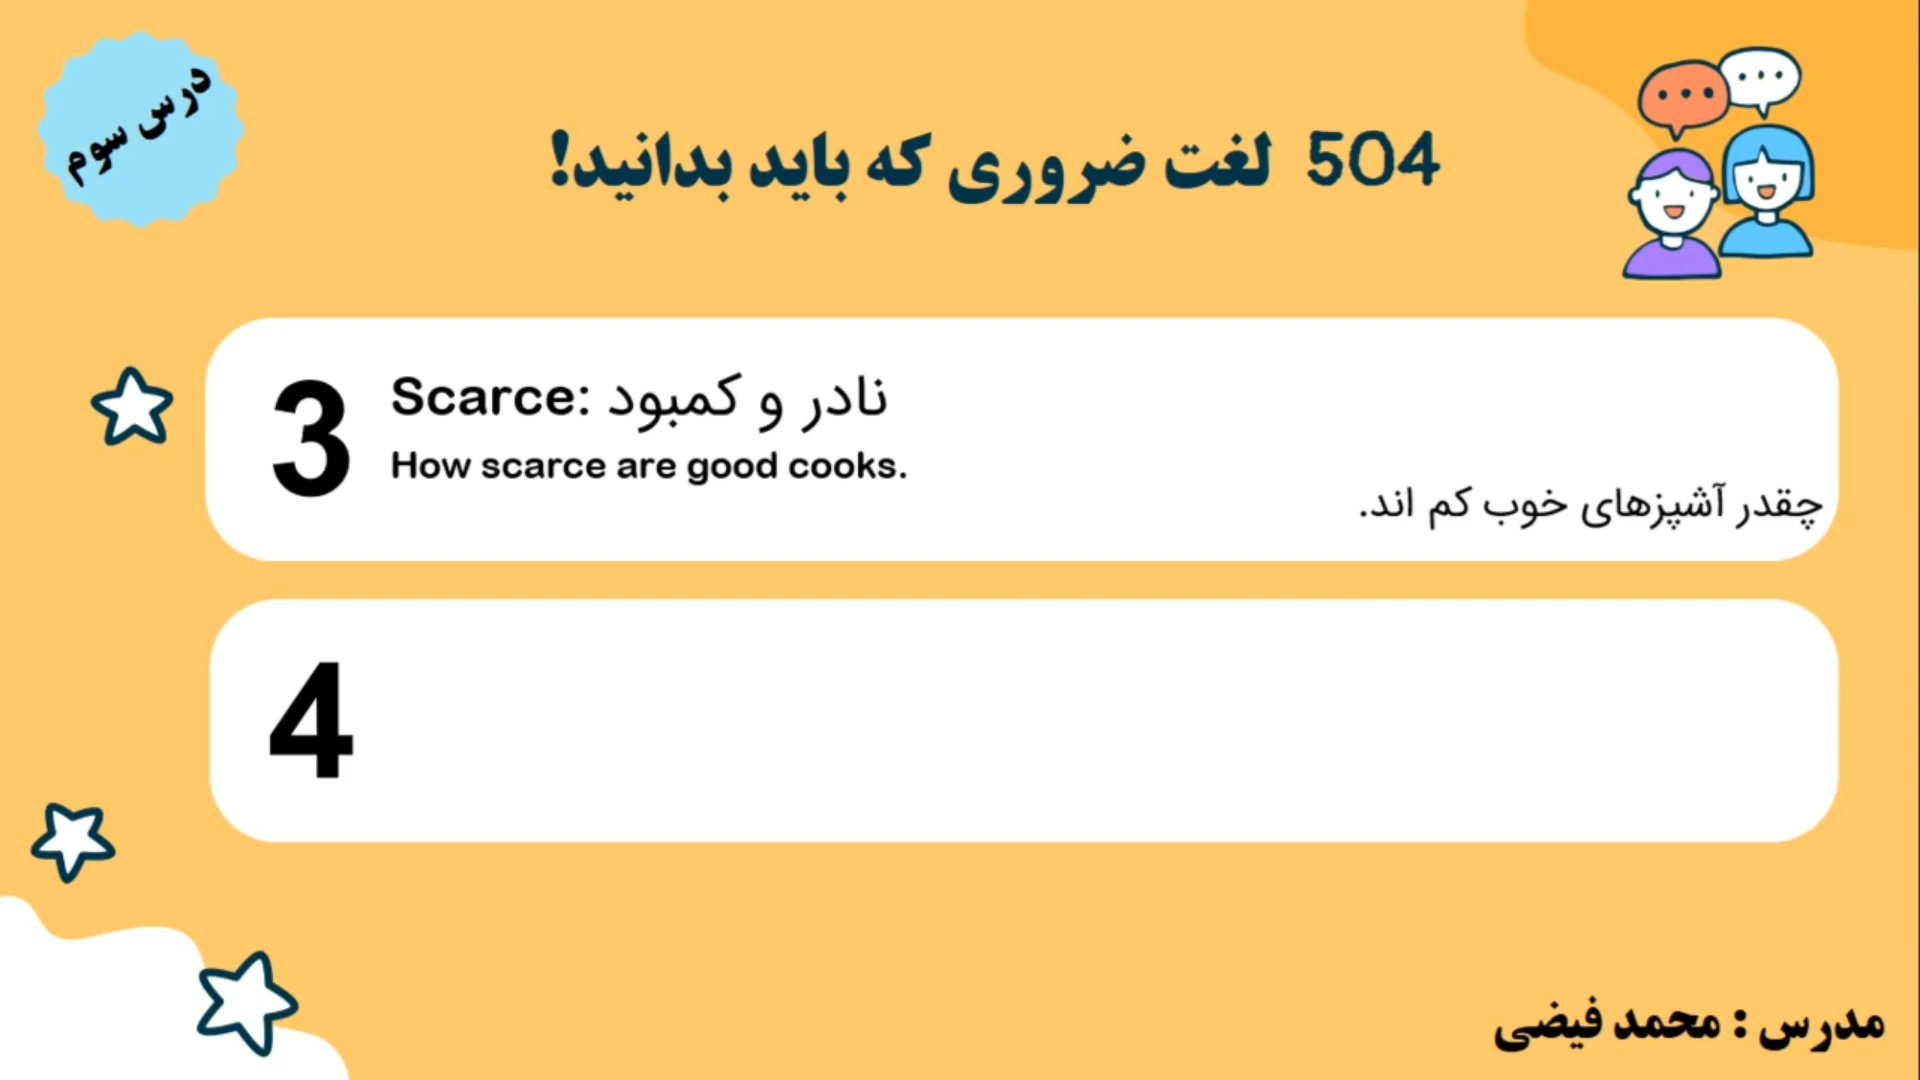 درس سوم
504 لغت ضروری که باید بدانید!
3
Scarce: نادر و کمبود
How scarce are good cooks.
چقدر آشپزهای خوب کم اند.
4
مدرس : محمد فیضی